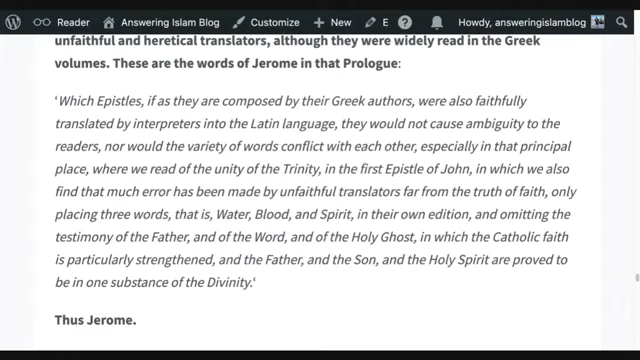 Reader Answering Islam Blog Customize New E Howdy, answeringislamblog
unfaithful and heretical translators, although they were widely read in the Greek
volumes. These are the words of Jerome in that Prologue:
‘Which Epistles, if as they are composed by their Greek authors, were also faithfully
translated by interpreters into the Latin language, they would not cause ambiguity to the
readers, nor would the variety of words conflict with each other, especially in that principal
place, where we read of the unity of the Trinity, in the first Epistle of John, in which we also
find that much error has been made by unfaithful translators far from the truth of faith, only
placing three words, that is, Water, Blood, and Spirit, in their own edition, and omitting the
testimony of the Father, and of the Word, and of the Holy Ghost, in which the Catholic faith
is particularly strengthened, and the Father, and the Son, and the Holy Spirit are proved to
be in one substance of the Divinity.‘
Thus Jerome.